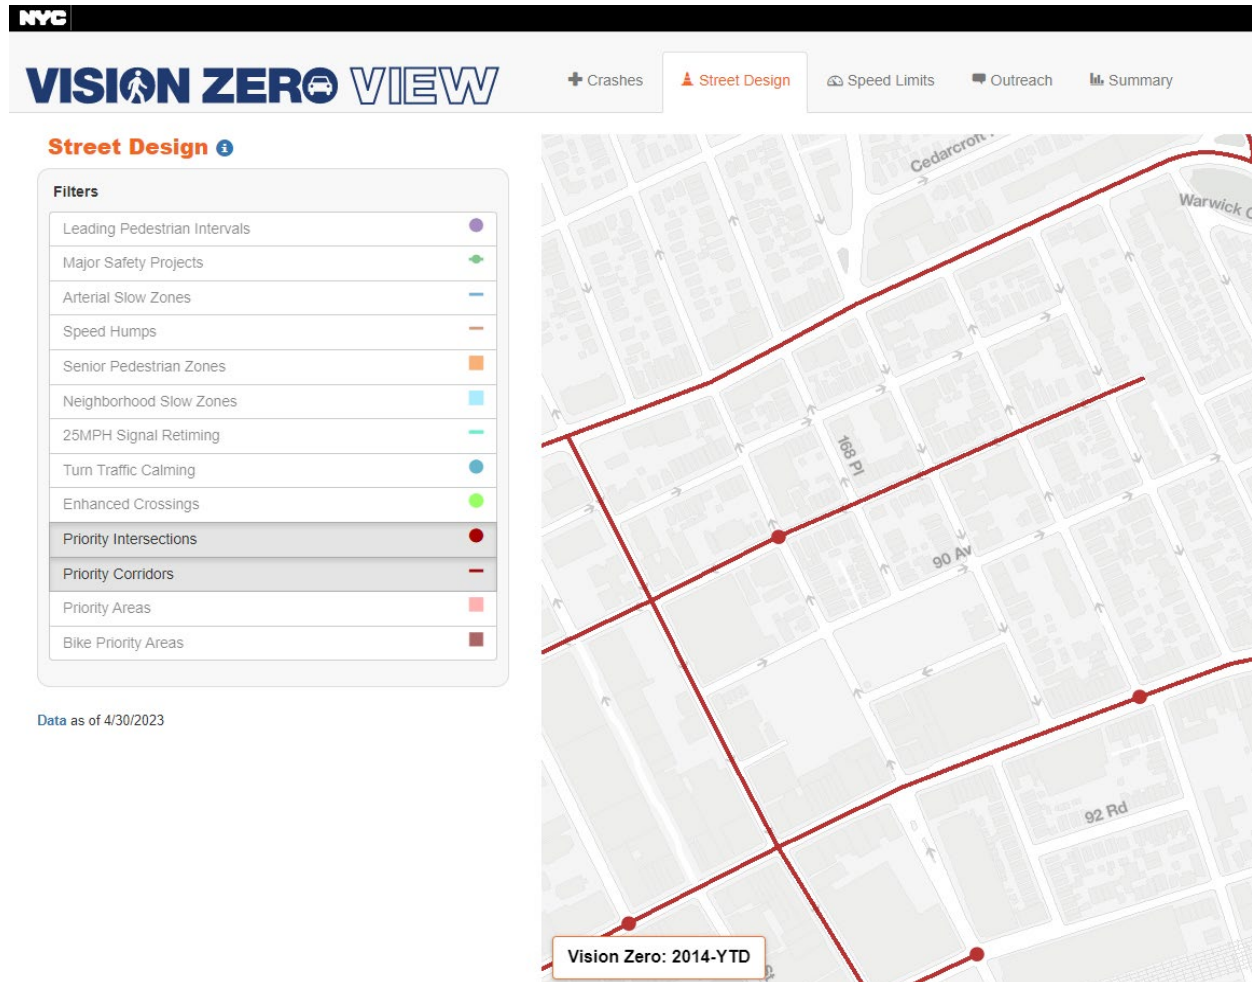 NYC
VISION ZERO VIEW
Crashes
Street Design
Speed Limits
Outreach
Summary
Street Design
Filters
Leading Pedestrian Intervals
Major Safety Projects
Arterial Slow Zones
Speed Humps
Senior Pedestrian Zones
Neighborhood Slow Zones
25MPH Signal Retiming
Turn Traffic Calming
Enhanced Crossings
Priority Intersections
Priority Corridors
Priority Areas
Bike Priority Areas
Data as of 4/30/2023
Cedarcroft
Warwick
168 Pl
90 Av
92 Rd
Vision Zero: 2014-YTD